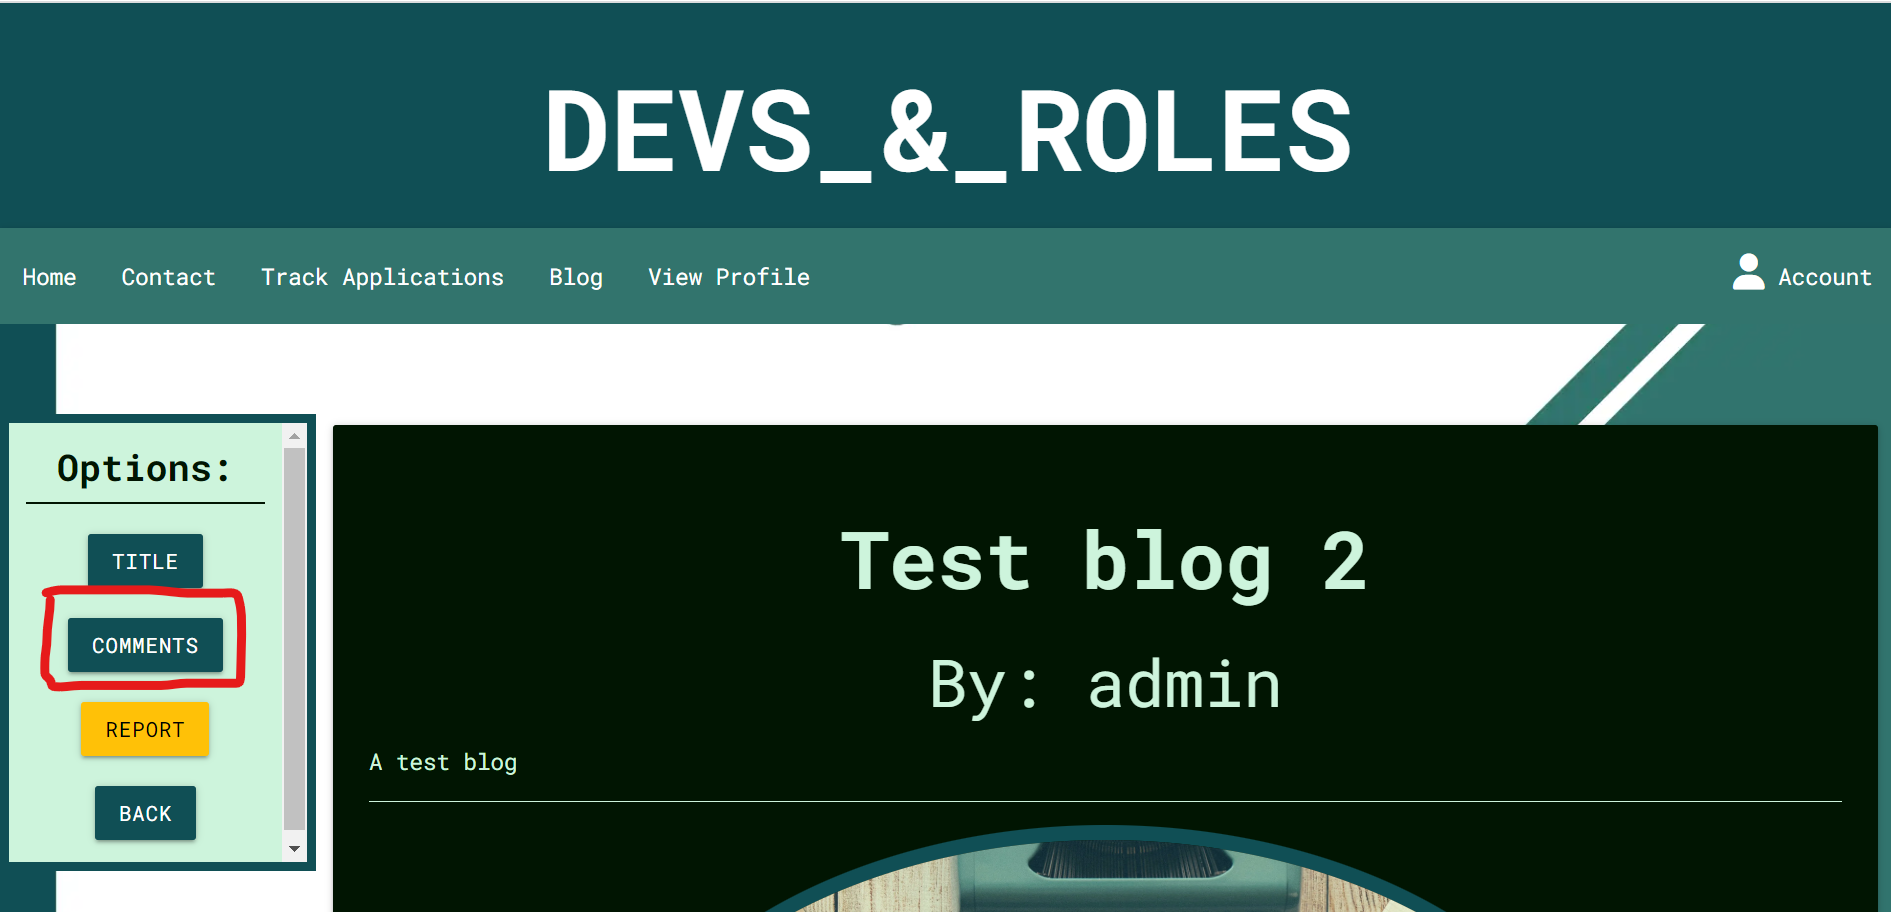 DEVS_&_ROLES
Home Contact Track Applications Blog View Profile Account
Options:
TITLE
COMMENTS
REPORT
BACK
Test blog 2
By: admin
A test blog